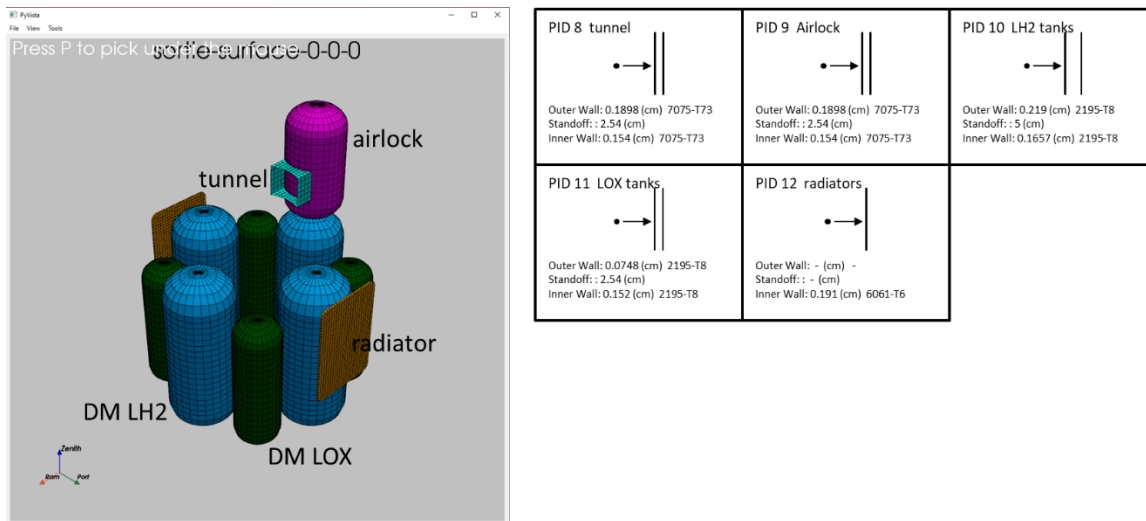 PyVista
File View Tools
Press P to pick under the mouse
sortie-surface-0-0-0
airlock
tunnel
radiator
DM LH2
DM LOX
Zenith
Ram
Port
PID 8 tunnel
Outer Wall: 0.1898 (cm) 7075-T73
Standoff: : 2.54 (cm)
Inner Wall: 0.154 (cm) 7075-T73
PID 9 Airlock
Outer Wall: 0.1898 (cm) 7075-T73
Standoff: : 2.54 (cm)
Inner Wall: 0.154 (cm) 7075-T73
PID 10 LH2 tanks
Outer Wall: 0.219 (cm) 2195-T8
Standoff: : 5 (cm)
Inner Wall: 0.1657 (cm) 2195-T8
PID 11 LOX tanks
Outer Wall: 0.0748 (cm) 2195-T8
Standoff: : 2.54 (cm)
Inner Wall: 0.152 (cm) 2195-T8
PID 12 radiators
Outer Wall: - (cm) -
Standoff: : - (cm)
Inner Wall: 0.191 (cm) 6061-T6